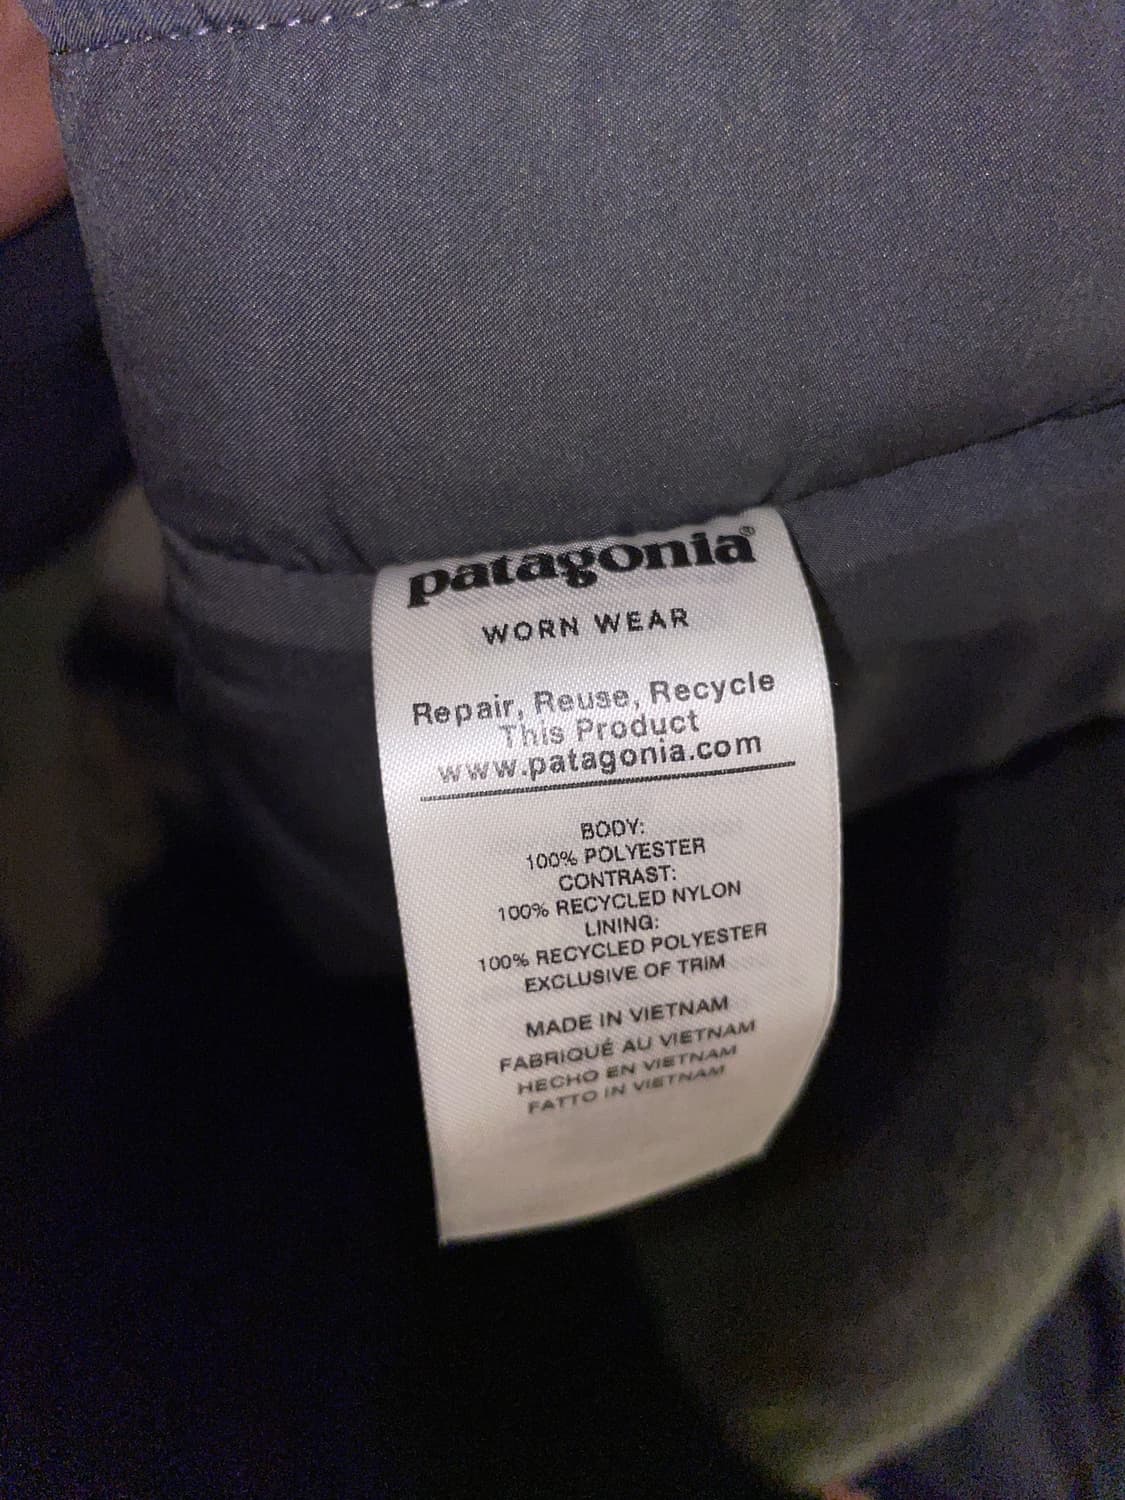 patagonia®
WORN WEAR
Repair, Reuse, Recycle
This Product
www.patagonia.com
BODY:
100% POLYESTER
CONTRAST:
100% RECYCLED NYLON
LINING:
100% RECYCLED POLYESTER
EXCLUSIVE OF TRIM
MADE IN VIETNAM
FABRIQUÉ AU VIETNAM
HECHO EN VIETNAM
FATTO IN VIETNAM